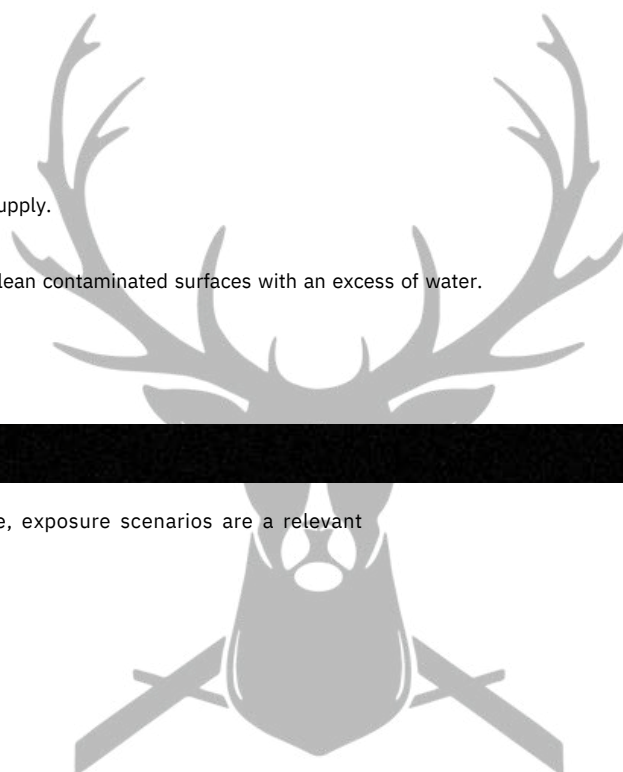 upply.
lean contaminated surfaces with an excess of water.
e, exposure scenarios are a relevant